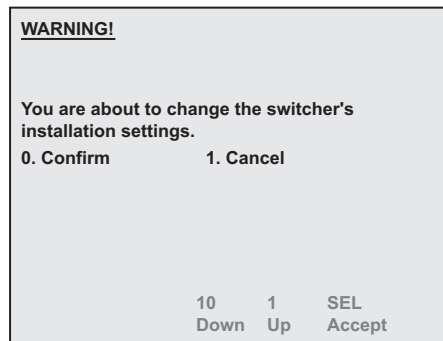 WARNING!
You are about to change the switcher's
installation settings.
0. Confirm 1. Cancel
10 1 SEL
Down Up Accept